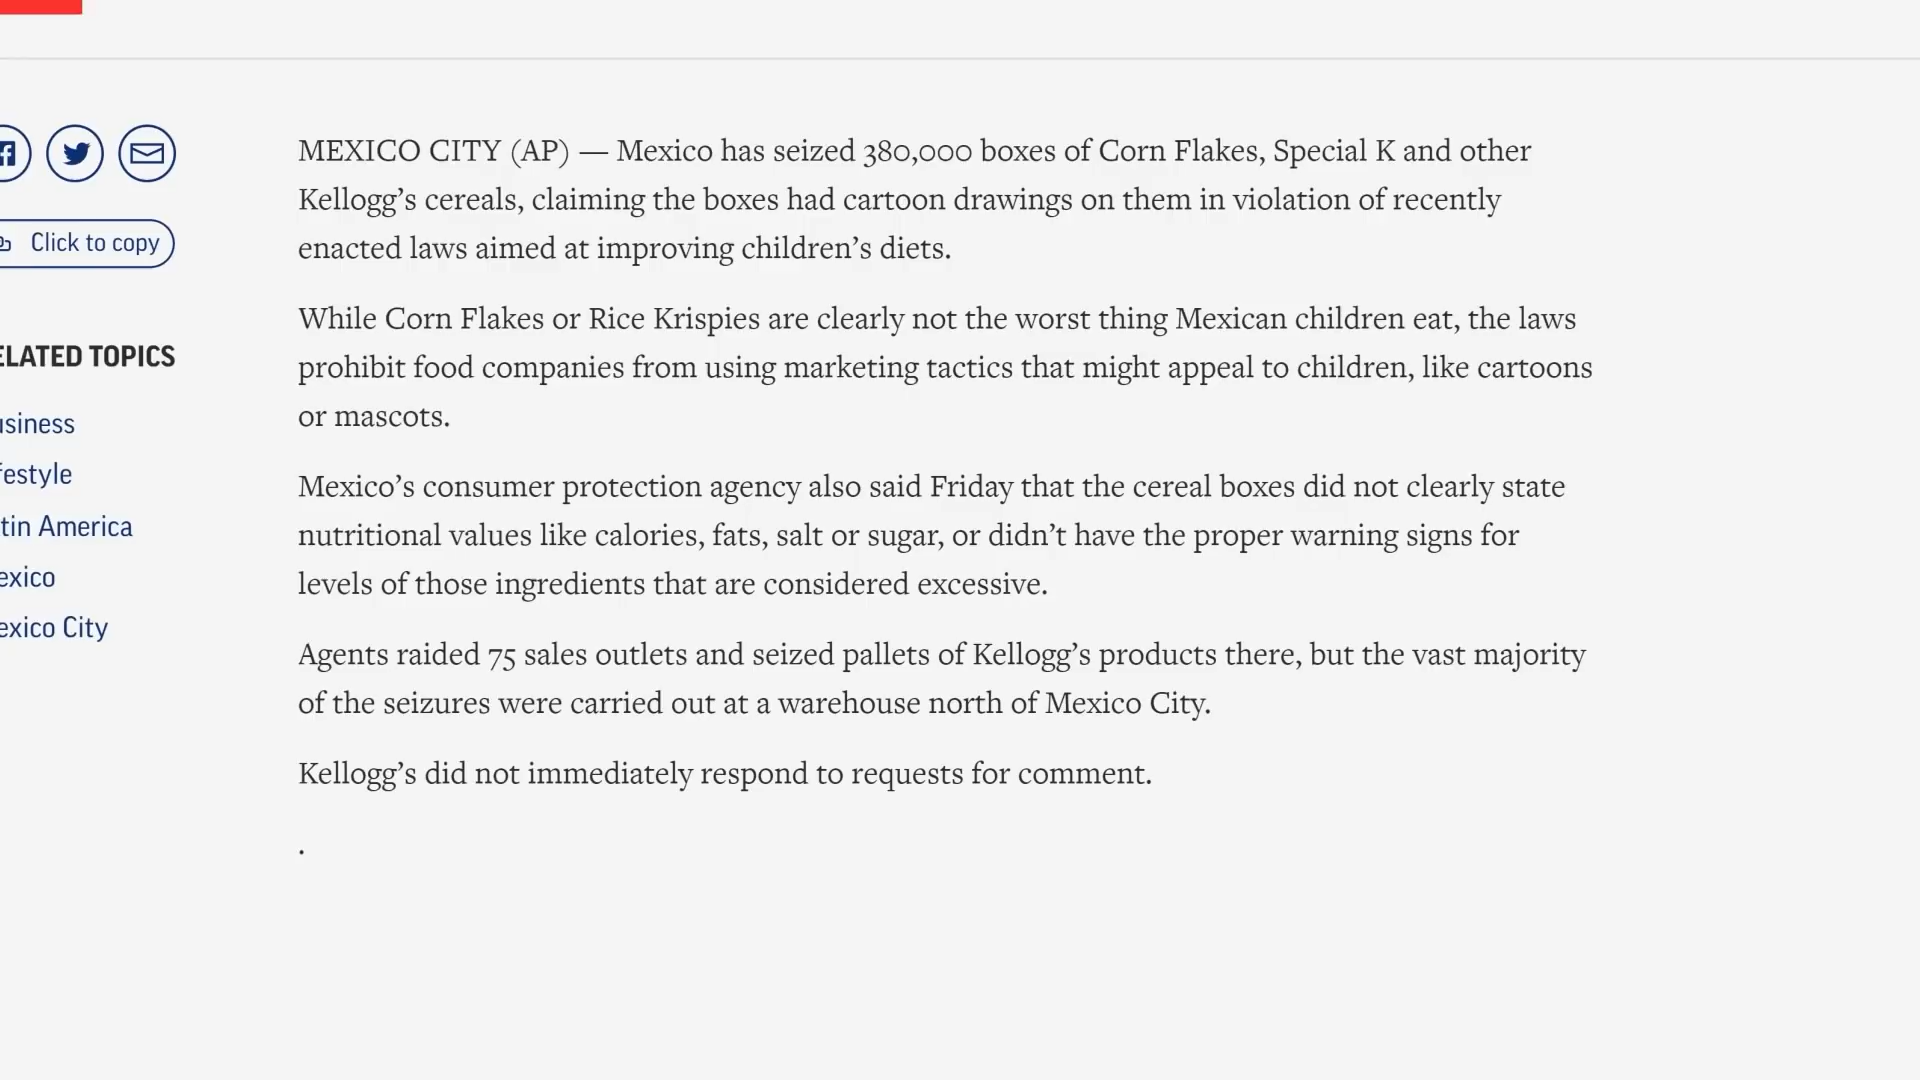 MEXICO CITY (AP) — Mexico has seized 380,000 boxes of Corn Flakes, Special K and other
Kellogg’s cereals, claiming the boxes had cartoon drawings on them in violation of recently
enacted laws aimed at improving children’s diets.
While Corn Flakes or Rice Krispies are clearly not the worst thing Mexican children eat, the laws
prohibit food companies from using marketing tactics that might appeal to children, like cartoons
or mascots.
Mexico’s consumer protection agency also said Friday that the cereal boxes did not clearly state
nutritional values like calories, fats, salt or sugar, or didn’t have the proper warning signs for
levels of those ingredients that are considered excessive.
Agents raided 75 sales outlets and seized pallets of Kellogg’s products there, but the vast majority
of the seizures were carried out at a warehouse north of Mexico City.
Kellogg’s did not immediately respond to requests for comment.
.
Click to copy
ELATED TOPICS
usiness
festyle
tin America
exico
exico City